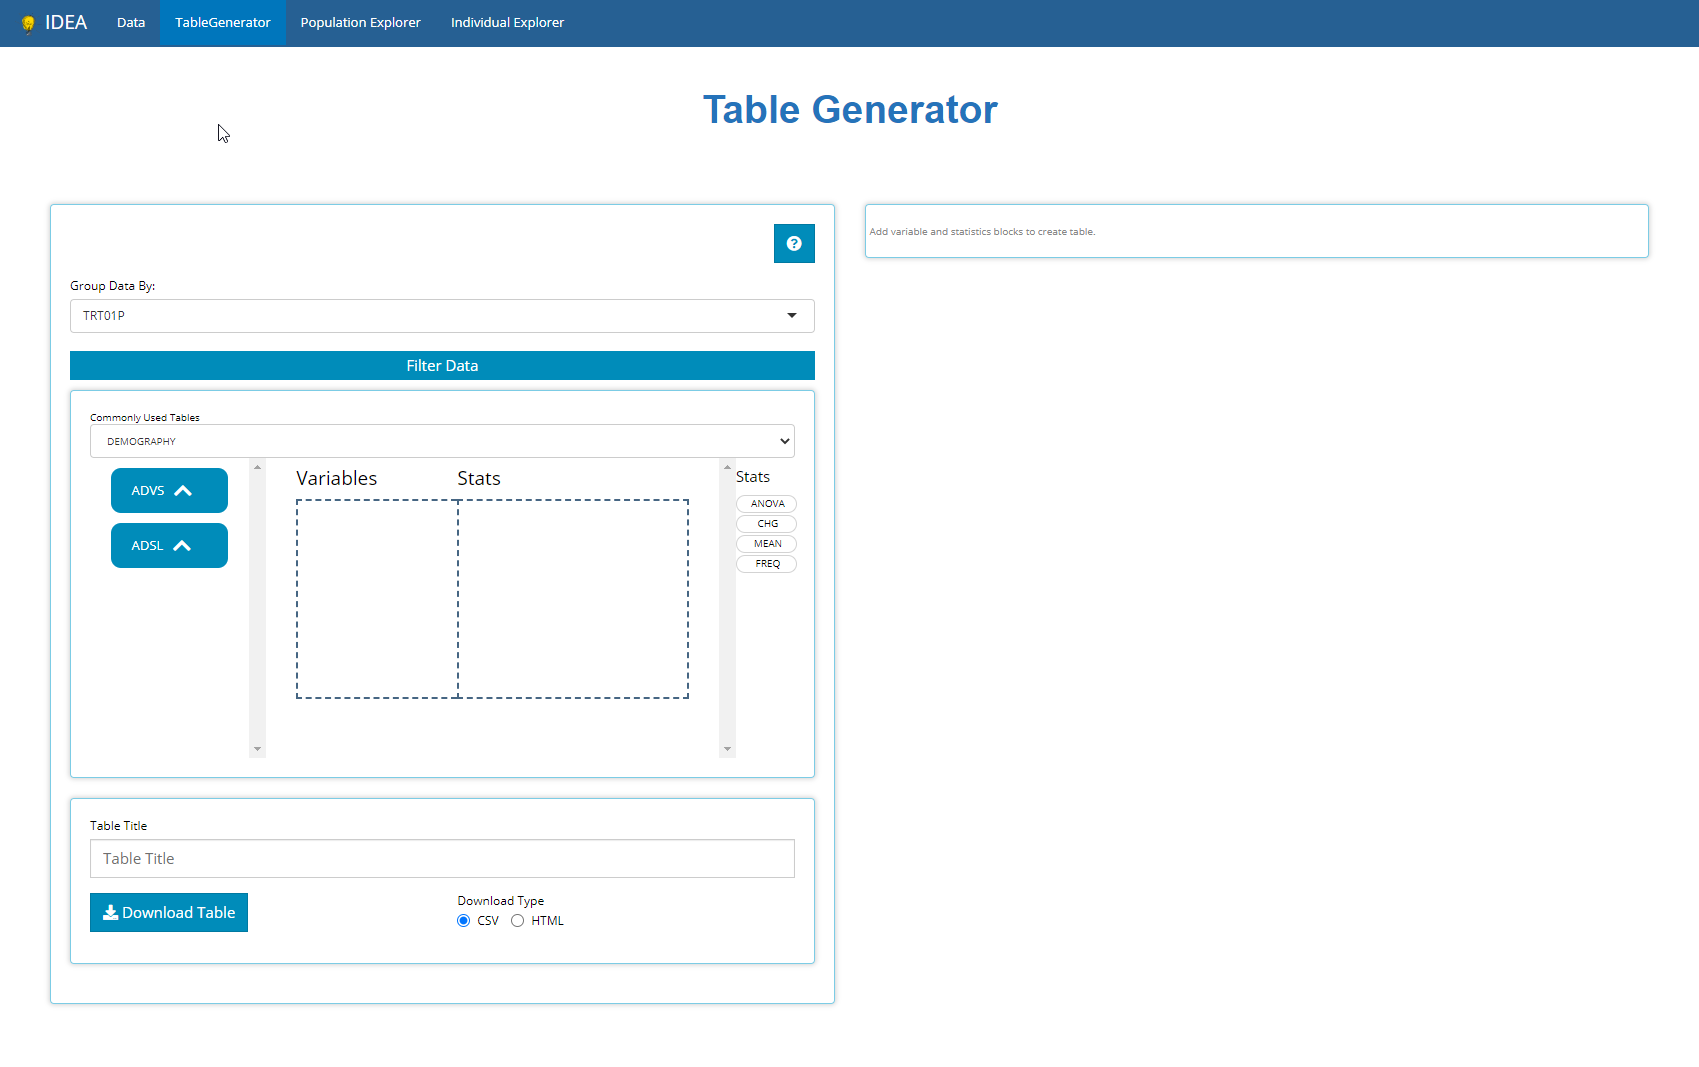 IDEA Data TableGenerator Population Explorer Individual Explorer
Table Generator
Add variable and statistics blocks to create table.
Group Data By:
TRT01P
Filter Data
Commonly Used Tables
DEMOGRAPHY
ADVS
ADSL
Variables Stats
Stats
ANOVA
CHG
MEAN
FREQ
Table Title
Table Title
Download Table
Download Type
CSV HTML